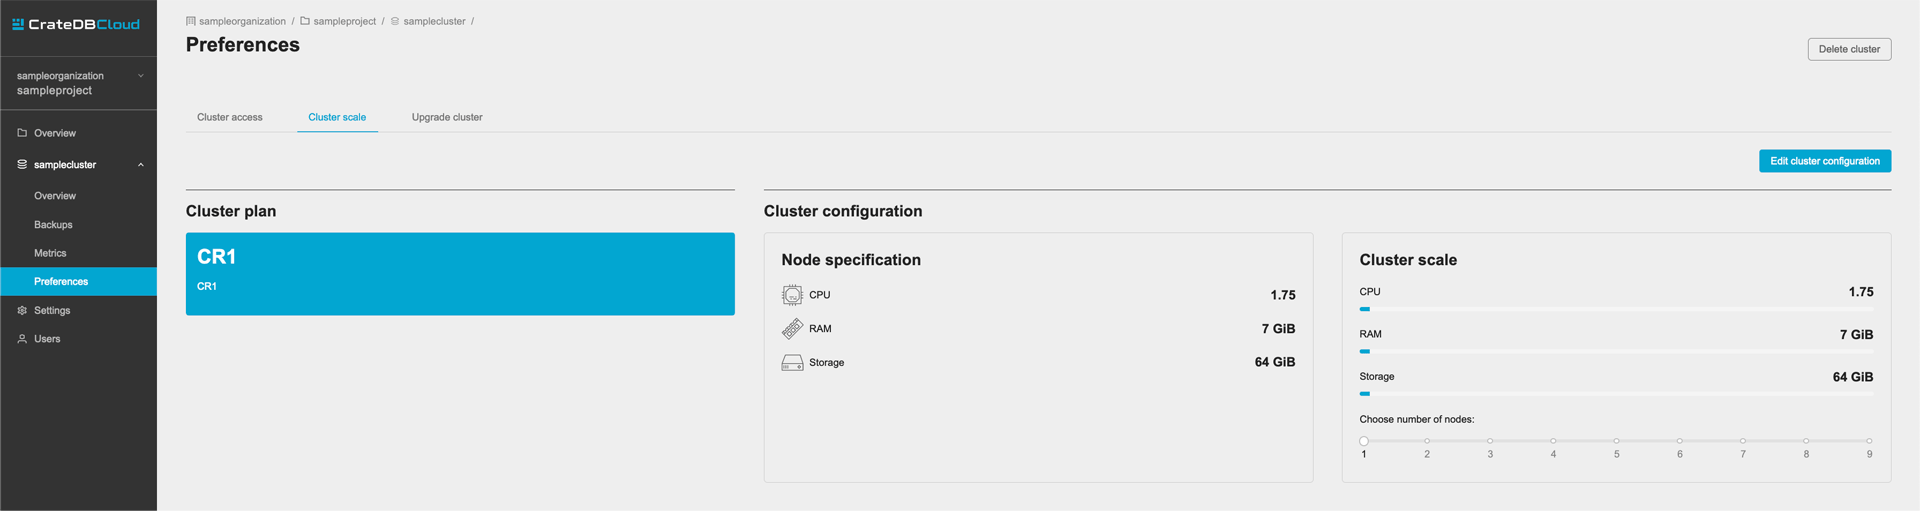 CrateDBCloud
sampleorganization
sampleproject
Overview
samplecluster
Overview
Backups
Metrics
Preferences
Settings
Users
sampleorganization / sampleproject / samplecluster /
Preferences
Delete cluster
Cluster access
Cluster scale
Upgrade cluster
Edit cluster configuration
Cluster plan
CR1
CR1
Cluster configuration
Node specification
CPU 1.75
RAM 7 GiB
Storage 64 GiB
Cluster scale
CPU 1.75
RAM 7 GiB
Storage 64 GiB
Choose number of nodes:
1 2 3 4 5 6 7 8 9